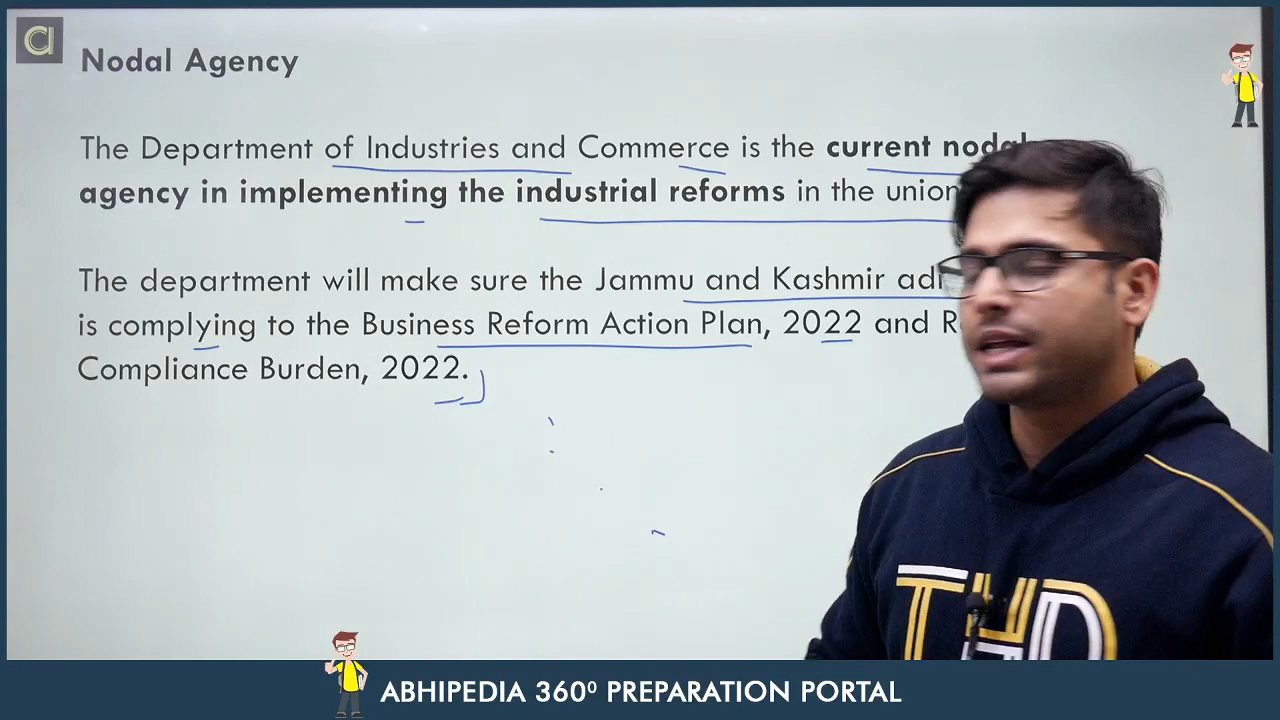 Nodal Agency
The Department of Industries and Commerce is the current nodal
agency in implementing the industrial reforms in the union
The department will make sure the Jammu and Kashmir
is complying to the Business Reform Action Plan, 2022 and
Compliance Burden, 2022.
THD
ABHIPEDIA 360⁰ PREPARATION PORTAL